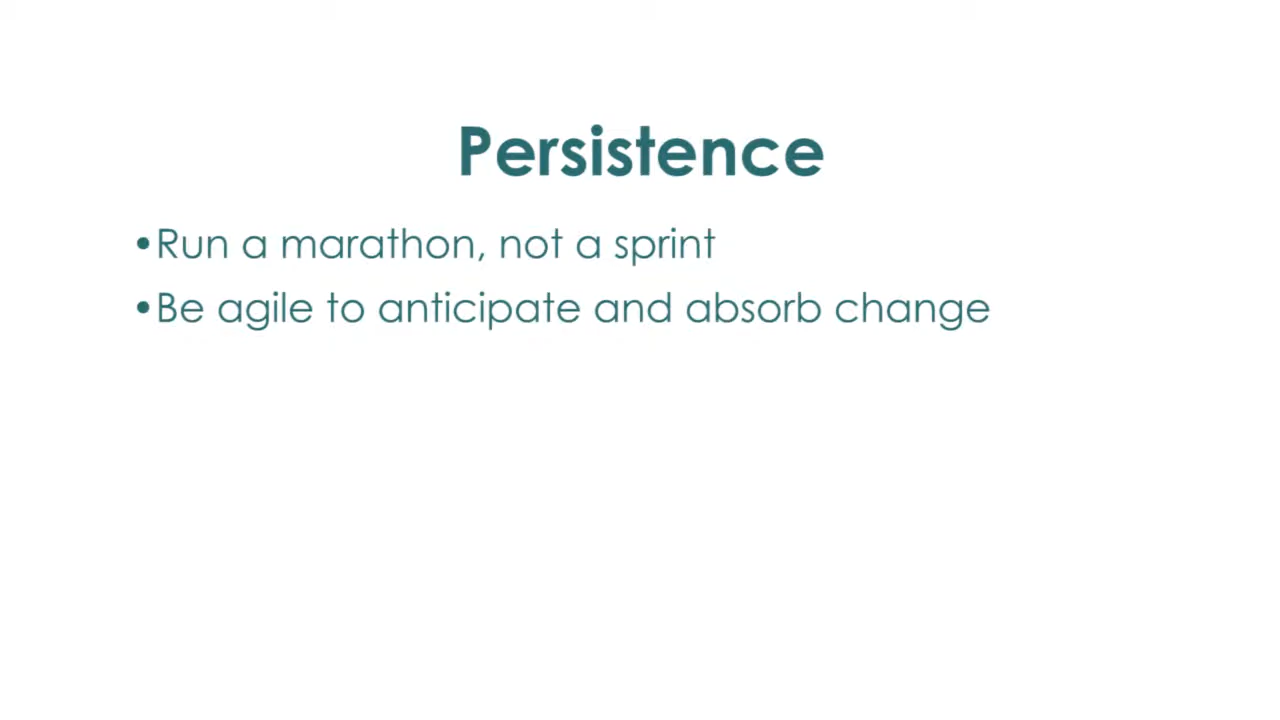 Persistence
•Run a marathon, not a sprint
•Be agile to anticipate and absorb change